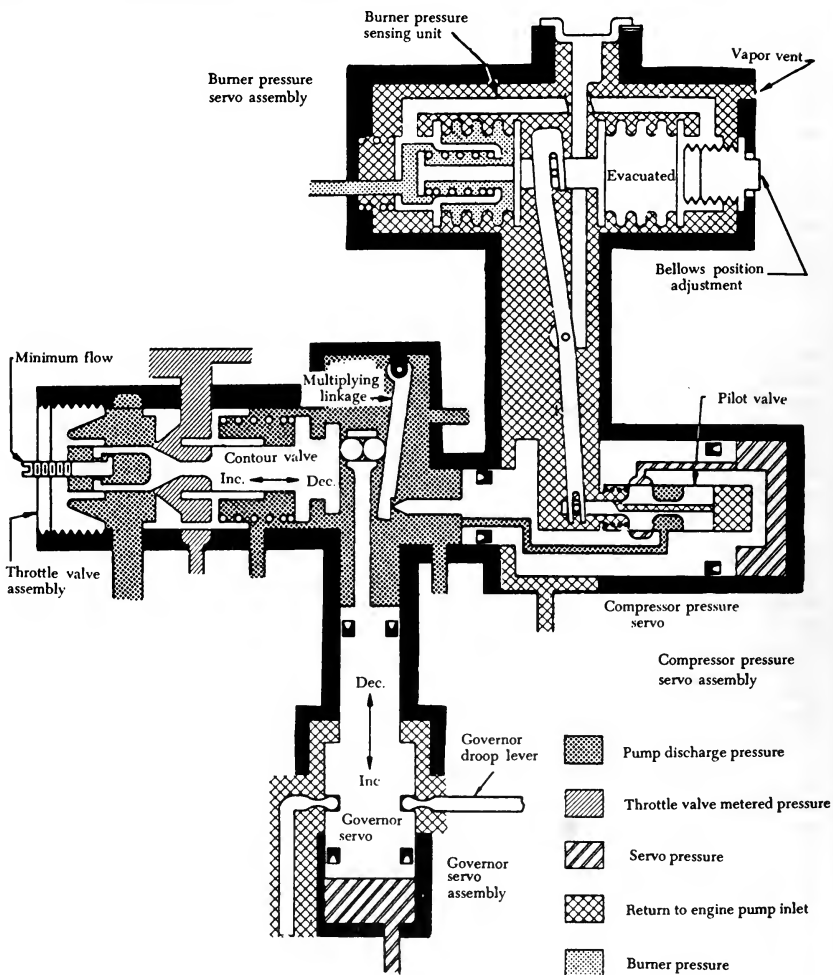 Burner pressure
sensing unit
Vapor vent
Burner pressure
servo assembly
Evacuated
Bellows position
adjustment
Minimum flow
Multiplying
linkage
Pilot valve
Contour valve
Inc.
Dec.
Throttle valve
assembly
Compressor pressure
servo
Compressor pressure
servo assembly
Dec.
Inc
Governor
droop lever
Governor
servo
Governor
servo
assembly
Pump discharge pressure
Throttle valve metered pressure
Servo pressure
Return to engine pump inlet
Burner pressure